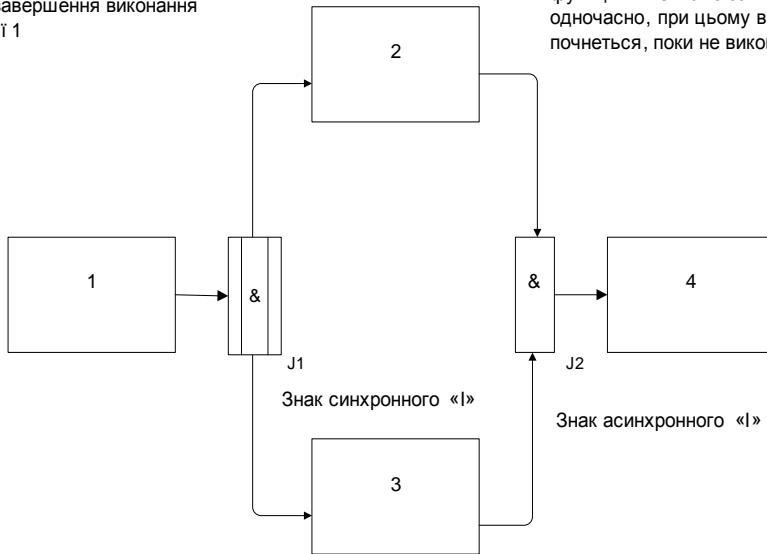 завершення виконання
ї 1
одночасно, при цьому в
почнеться, поки не вико
2
1
&
&
4
J1
J2
Знак синхронного «І»
Знак асинхронного «І»
3